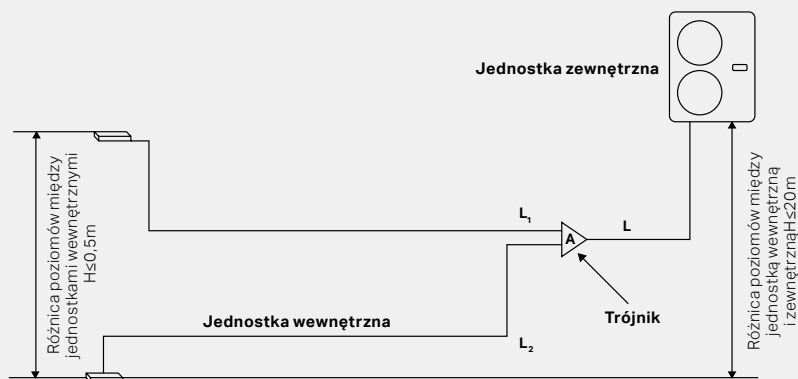 Jednostka zewnętrzna
Różnica poziomów między
jednostkami wewnętrznymi
H≤0,5m
L₁
A
L
Różnica poziomów między
jednostką wewnętrzną
i zewnętrznąH≤20m
Jednostka wewnętrzna
L₂
Trójnik